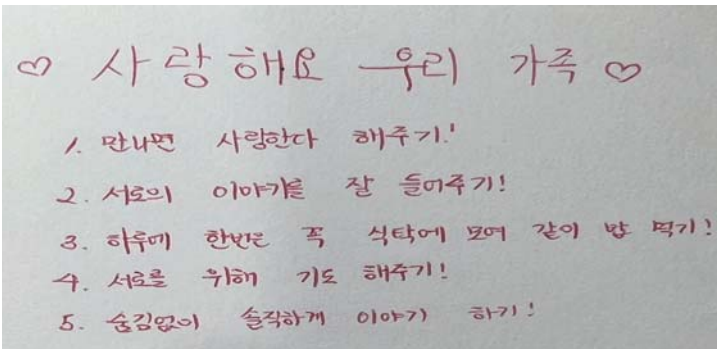 ♡ 사랑해요 우리 가족 ♡
1. 만나면 사랑한다 해주기!
2. 서로의 이야기를 잘 들어주기!
3. 하루에 한번은 꼭 식탁에 모여 같이 밥 먹기!
4. 서로를 위해 기도 해주기!
5. 숨김없이 솔직하게 이야기 하기!